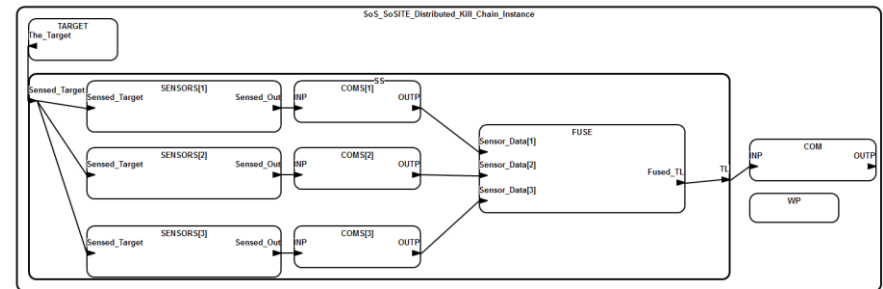 SoS_SoSITE_Distributed_Kill_Chain_Instance
TARGET
The_Target
SS
Sensed_Target
SENSORS[1]
Sensed_Target
Sensed_Out
COMS[1]
INP
OUTP
SENSORS[2]
Sensed_Target
Sensed_Out
COMS[2]
INP
OUTP
SENSORS[3]
Sensed_Target
Sensed_Out
COMS[3]
INP
OUTP
FUSE
Sensor_Data[1]
Sensor_Data[2]
Sensor_Data[3]
Fused_TL
TL
COM
INP
OUTP
WP